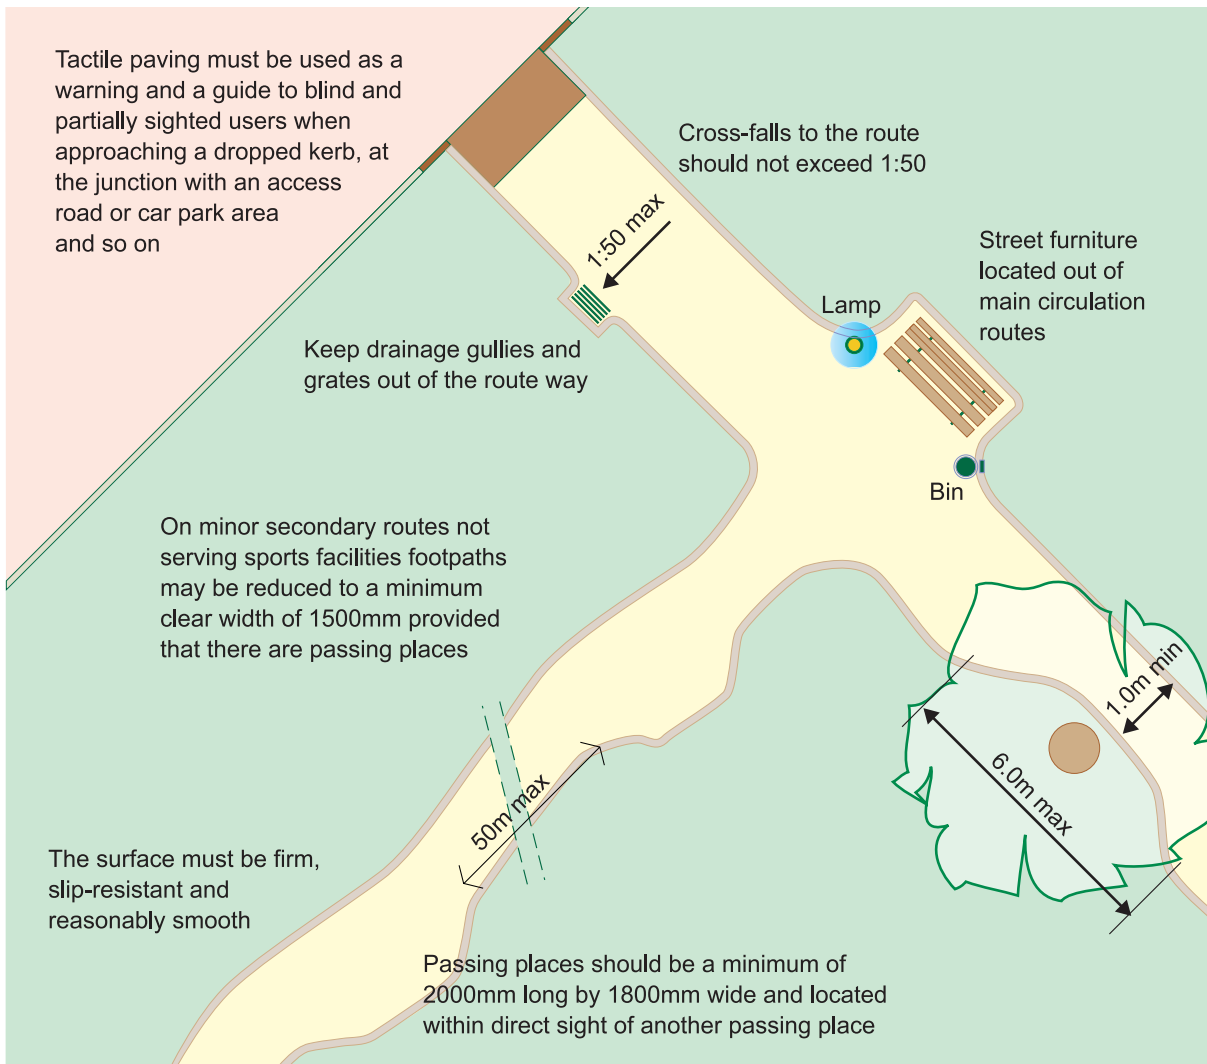 Tactile paving must be used as a
warning and a guide to blind and
partially sighted users when
approaching a dropped kerb, at
the junction with an access
road or car park area
and so on
Cross-falls to the route
should not exceed 1:50
1:50 max
Street furniture
located out of
main circulation
routes
Lamp
Keep drainage gullies and
grates out of the route way
Bin
On minor secondary routes not
serving sports facilities footpaths
may be reduced to a minimum
clear width of 1500mm provided
that there are passing places
1.0m min
6.0m max
50m max
The surface must be firm,
slip-resistant and
reasonably smooth
Passing places should be a minimum of
2000mm long by 1800mm wide and located
within direct sight of another passing place